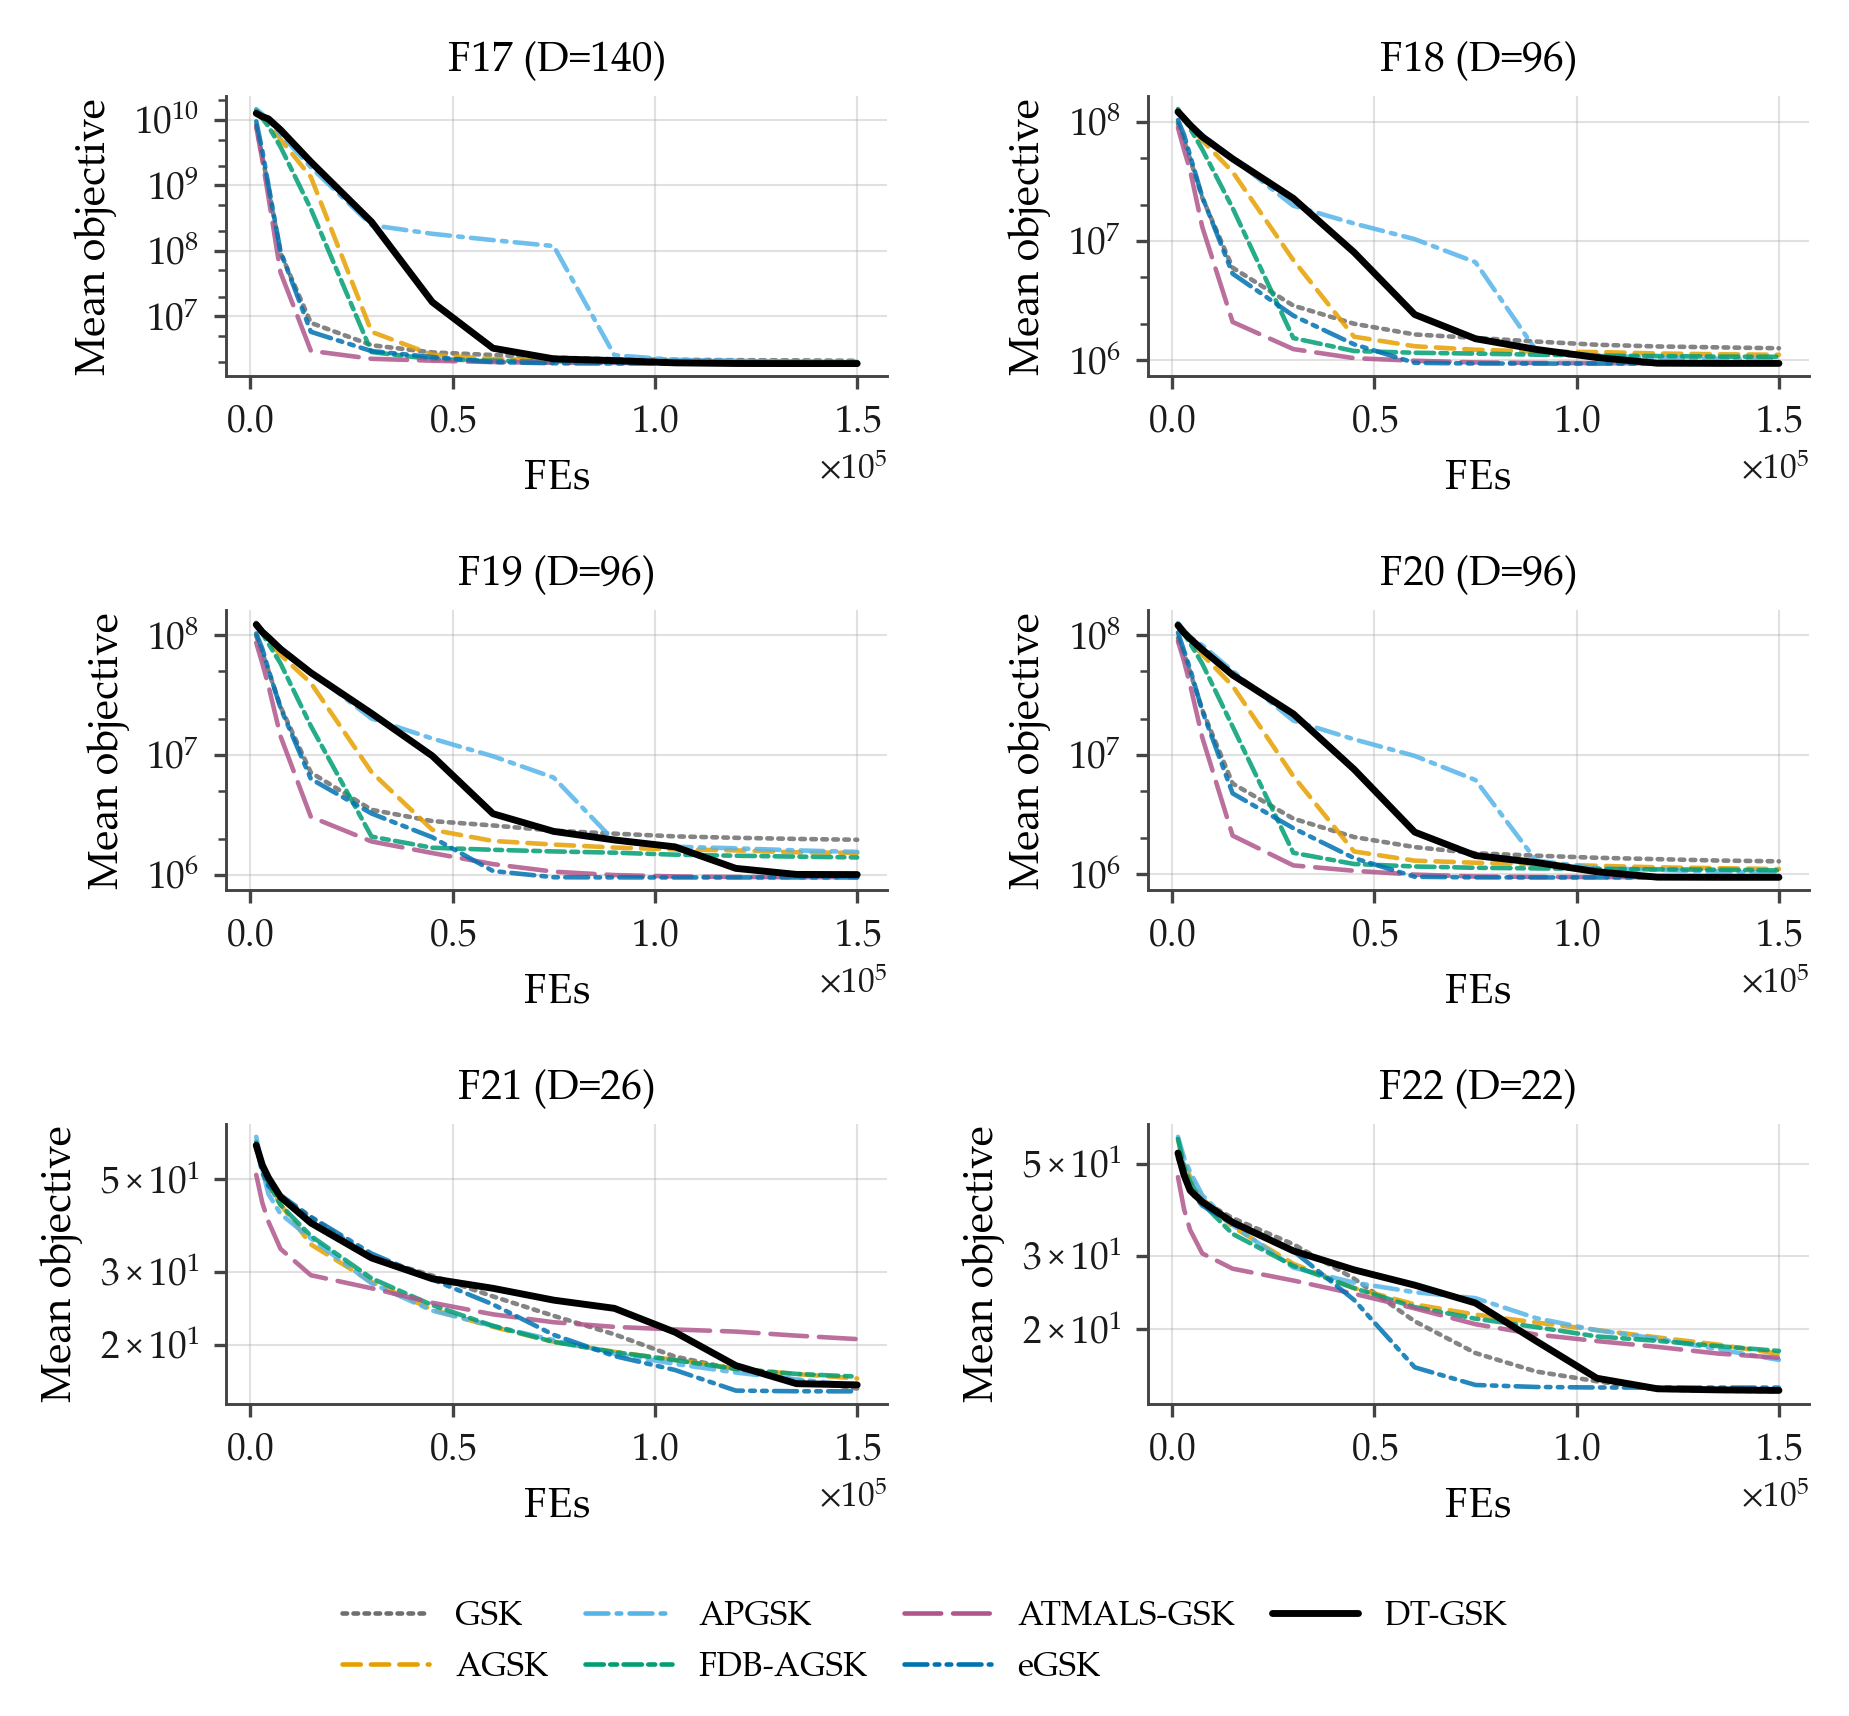 F17 (D=140)
Mean objective
10^10
10^9
10^8
10^7
0.0 0.5 1.0 1.5
×10^5
FEs
F18 (D=96)
Mean objective
10^8
10^7
10^6
0.0 0.5 1.0 1.5
×10^5
FEs
F19 (D=96)
Mean objective
10^8
10^7
10^6
0.0 0.5 1.0 1.5
×10^5
FEs
F20 (D=96)
Mean objective
10^8
10^7
10^6
0.0 0.5 1.0 1.5
×10^5
FEs
F21 (D=26)
Mean objective
5×10^1
3×10^1
2×10^1
0.0 0.5 1.0 1.5
×10^5
FEs
F22 (D=22)
Mean objective
5×10^1
3×10^1
2×10^1
0.0 0.5 1.0 1.5
×10^5
FEs
GSK APGSK ATMALS-GSK DT-GSK
AGSK FDB-AGSK eGSK